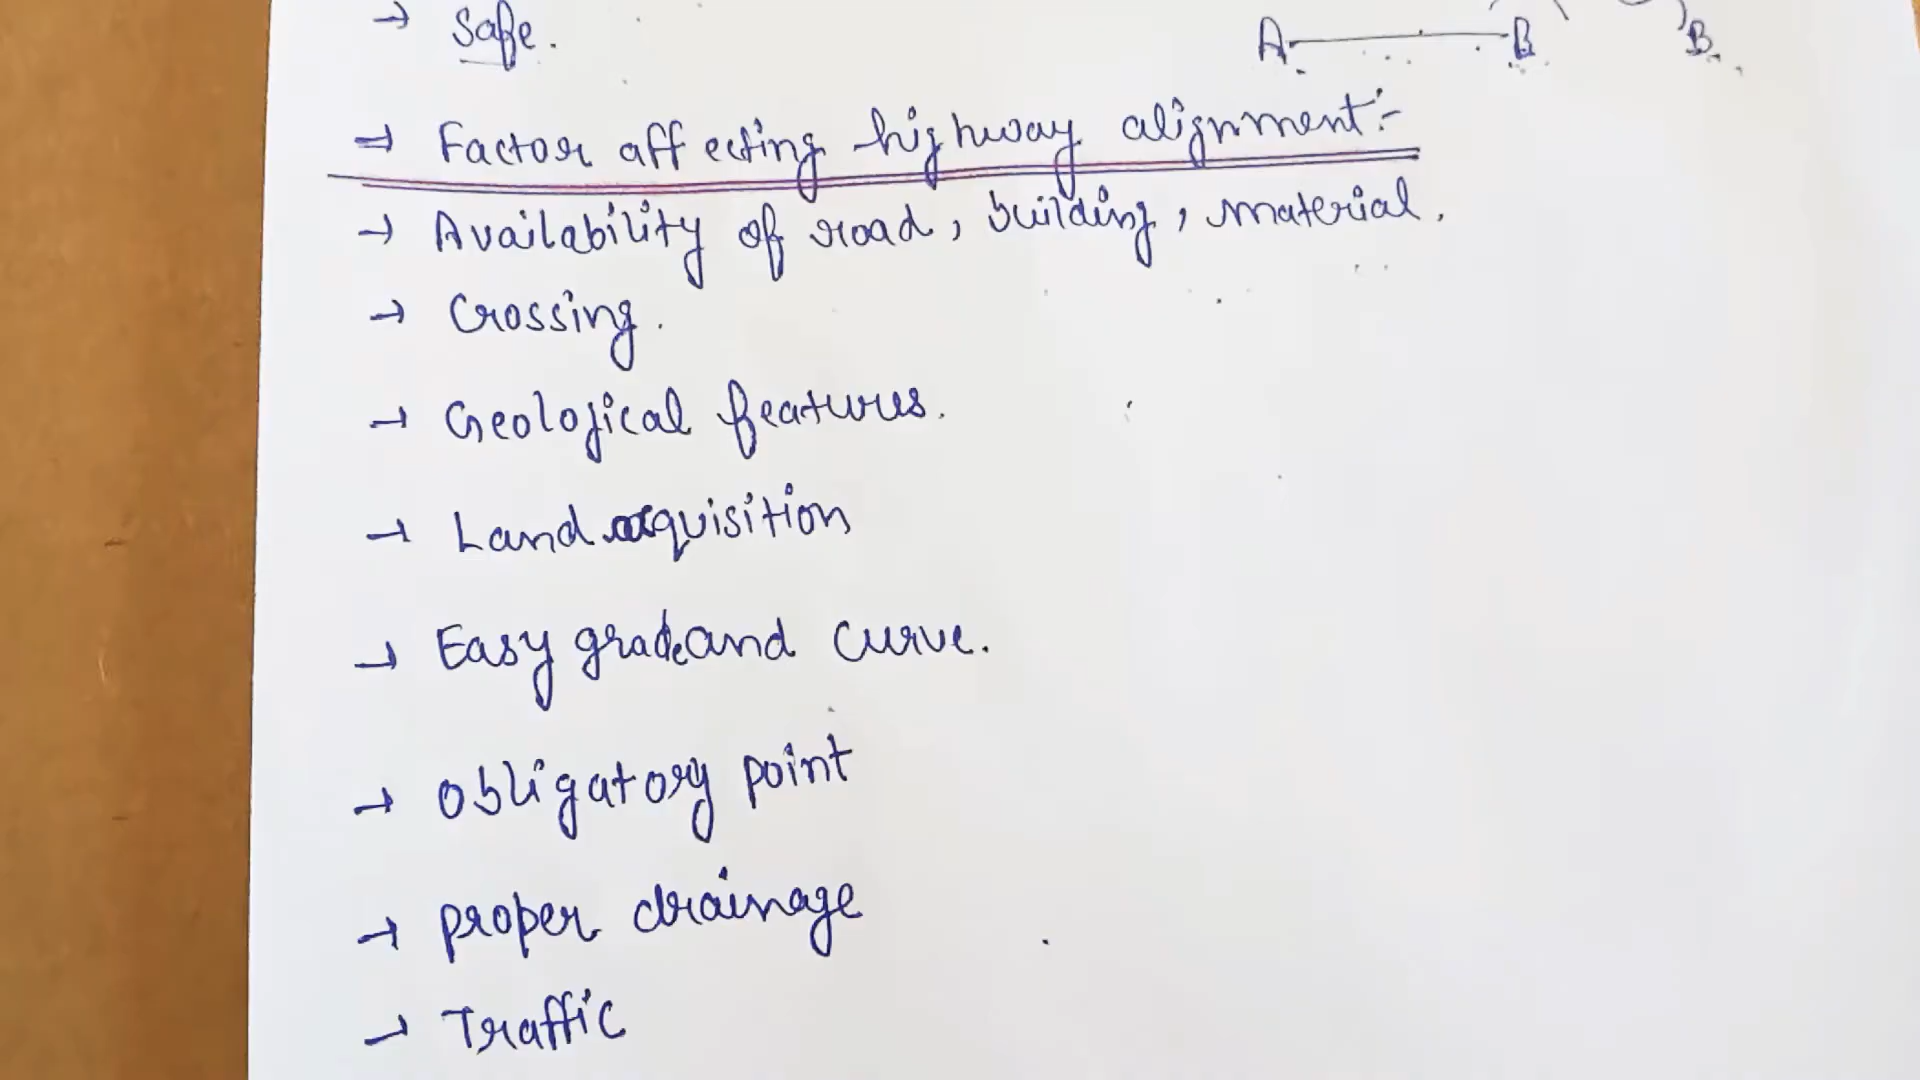 → Safe.
A B B
⇒ Factor affecting highway alignment:-
→ Availability of road, building, material.
→ Crossing.
→ Geological features.
→ Land acquisition
→ Easy grade and curve.
→ Obligatory point
→ proper drainage
→ Traffic